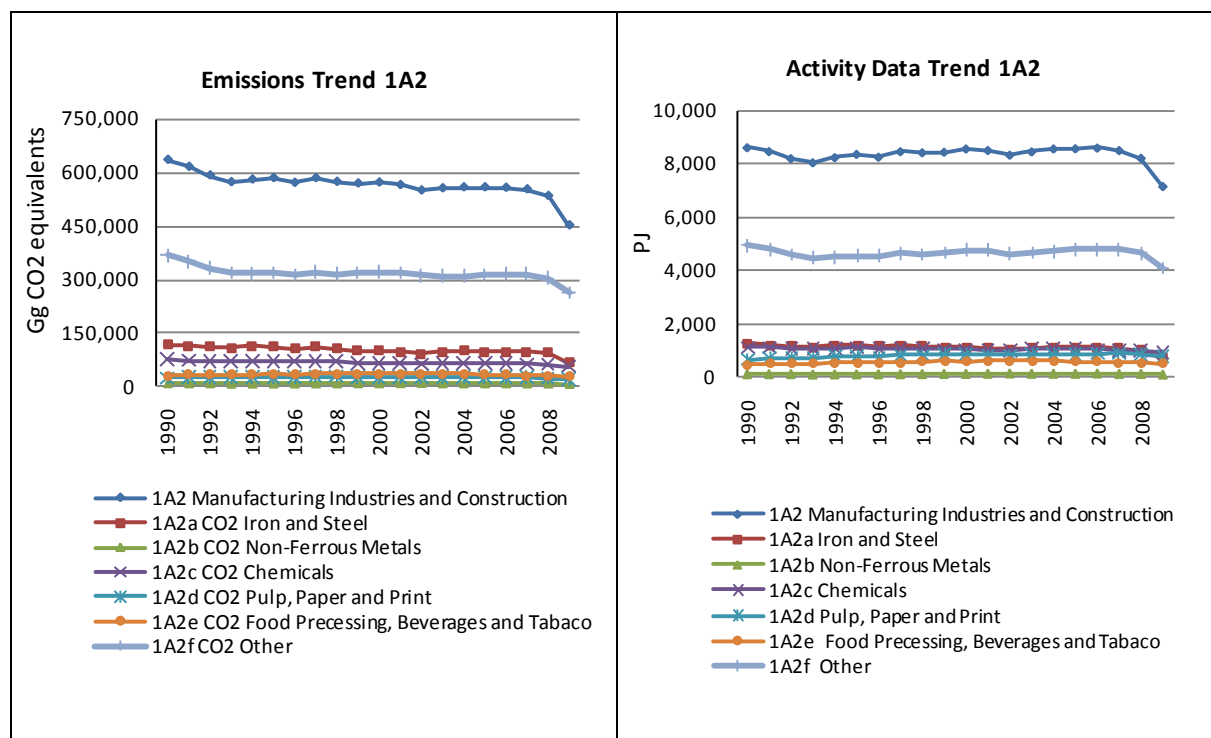 Emissions Trend 1A2
Gg CO2 equivalents
750,000
600,000
450,000
300,000
150,000
0
1990
1992
1994
1996
1998
2000
2002
2004
2006
2008
1A2 Manufacturing Industries and Construction
1A2a CO2 Iron and Steel
1A2b CO2 Non-Ferrous Metals
1A2c CO2 Chemicals
1A2d CO2 Pulp, Paper and Print
1A2e CO2 Food Precessing, Beverages and Tabaco
1A2f CO2 Other
Activity Data Trend 1A2
PJ
10,000
8,000
6,000
4,000
2,000
0
1990
1992
1994
1996
1998
2000
2002
2004
2006
2008
1A2 Manufacturing Industries and Construction
1A2a Iron and Steel
1A2b Non-Ferrous Metals
1A2c Chemicals
1A2d Pulp, Paper and Print
1A2e Food Precessing, Beverages and Tabaco
1A2f Other